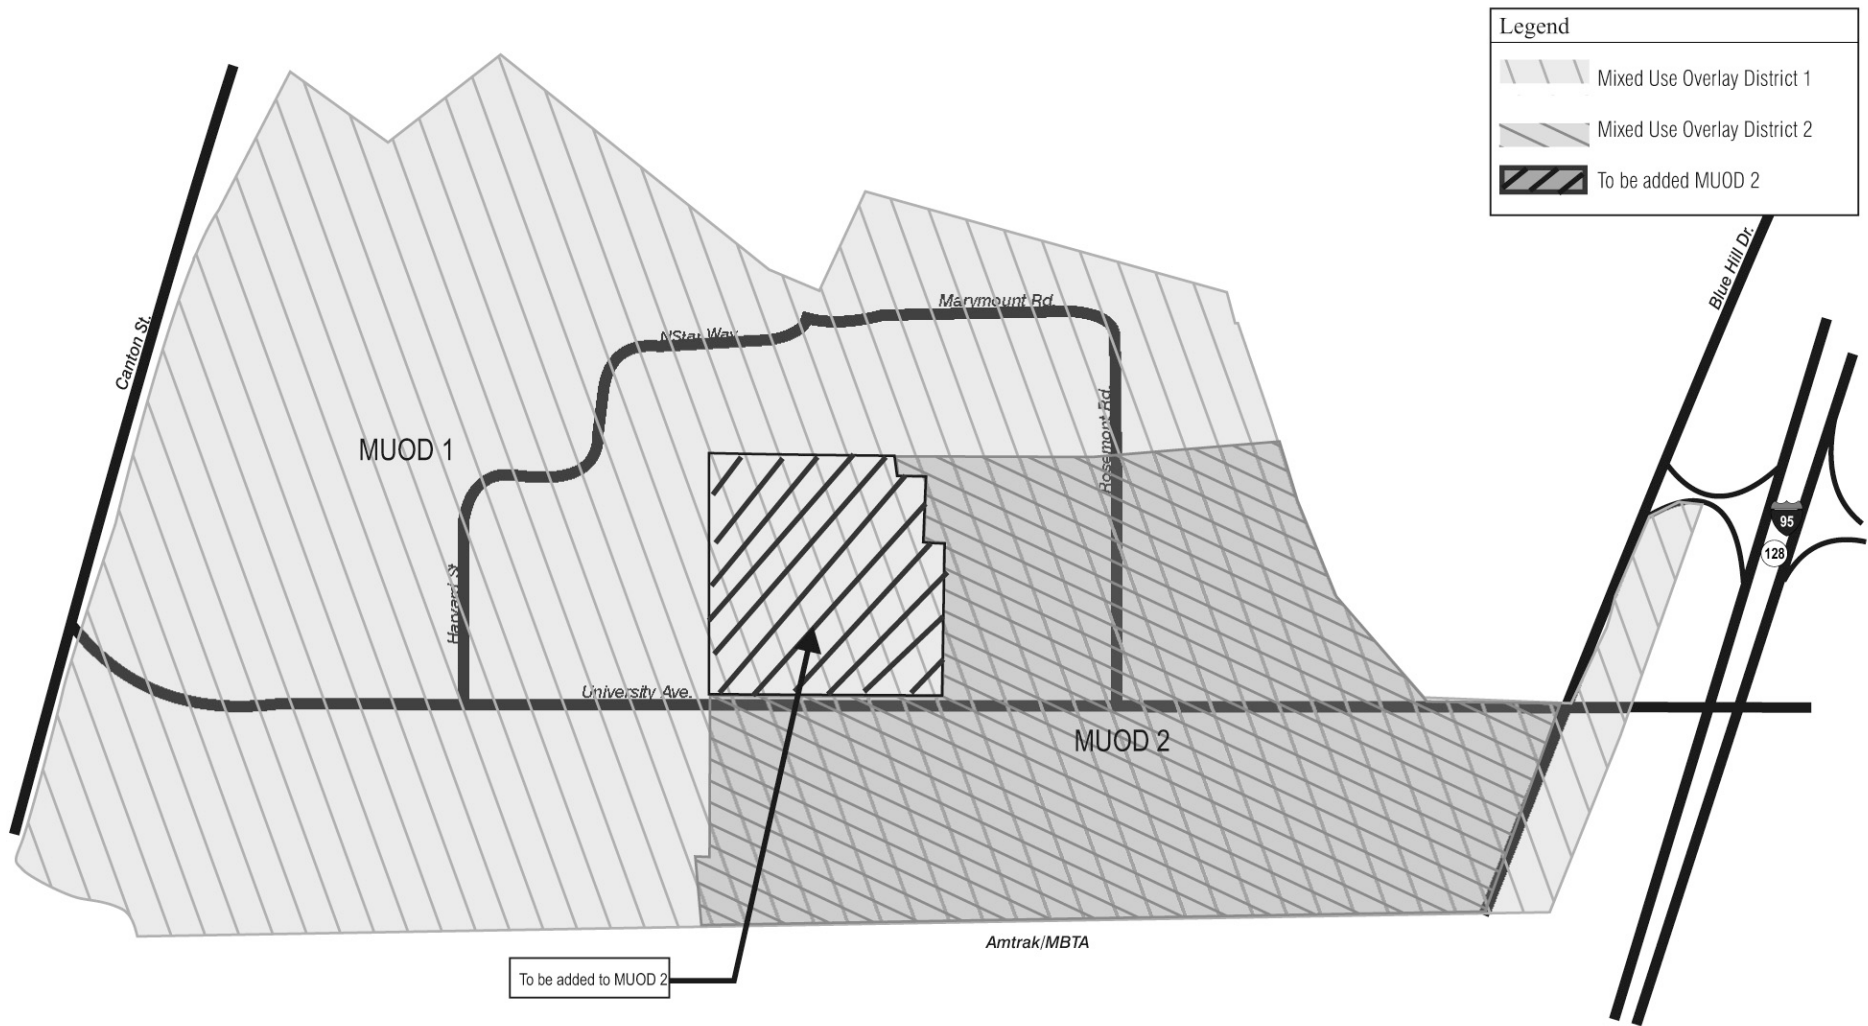 Legend
Mixed Use Overlay District 1
Mixed Use Overlay District 2
To be added MUOD 2
Blue Hill Dr.
Canton St.
Marymount Rd.
NStar Way
Rosemont Rd.
MUOD 1
95
128
Harvard St.
University Ave.
MUOD 2
Amtrak/MBTA
To be added to MUOD 2